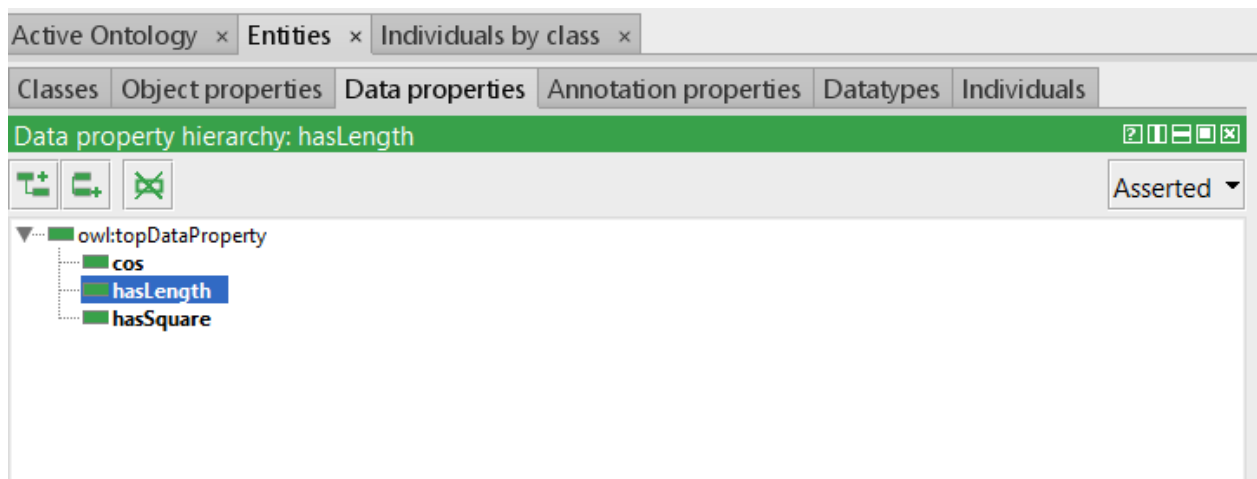 Active Ontology × Entities × Individuals by class ×
Classes Object properties Data properties Annotation properties Datatypes Individuals
Data property hierarchy: hasLength
Asserted
owl:topDataProperty
cos
hasLength
hasSquare